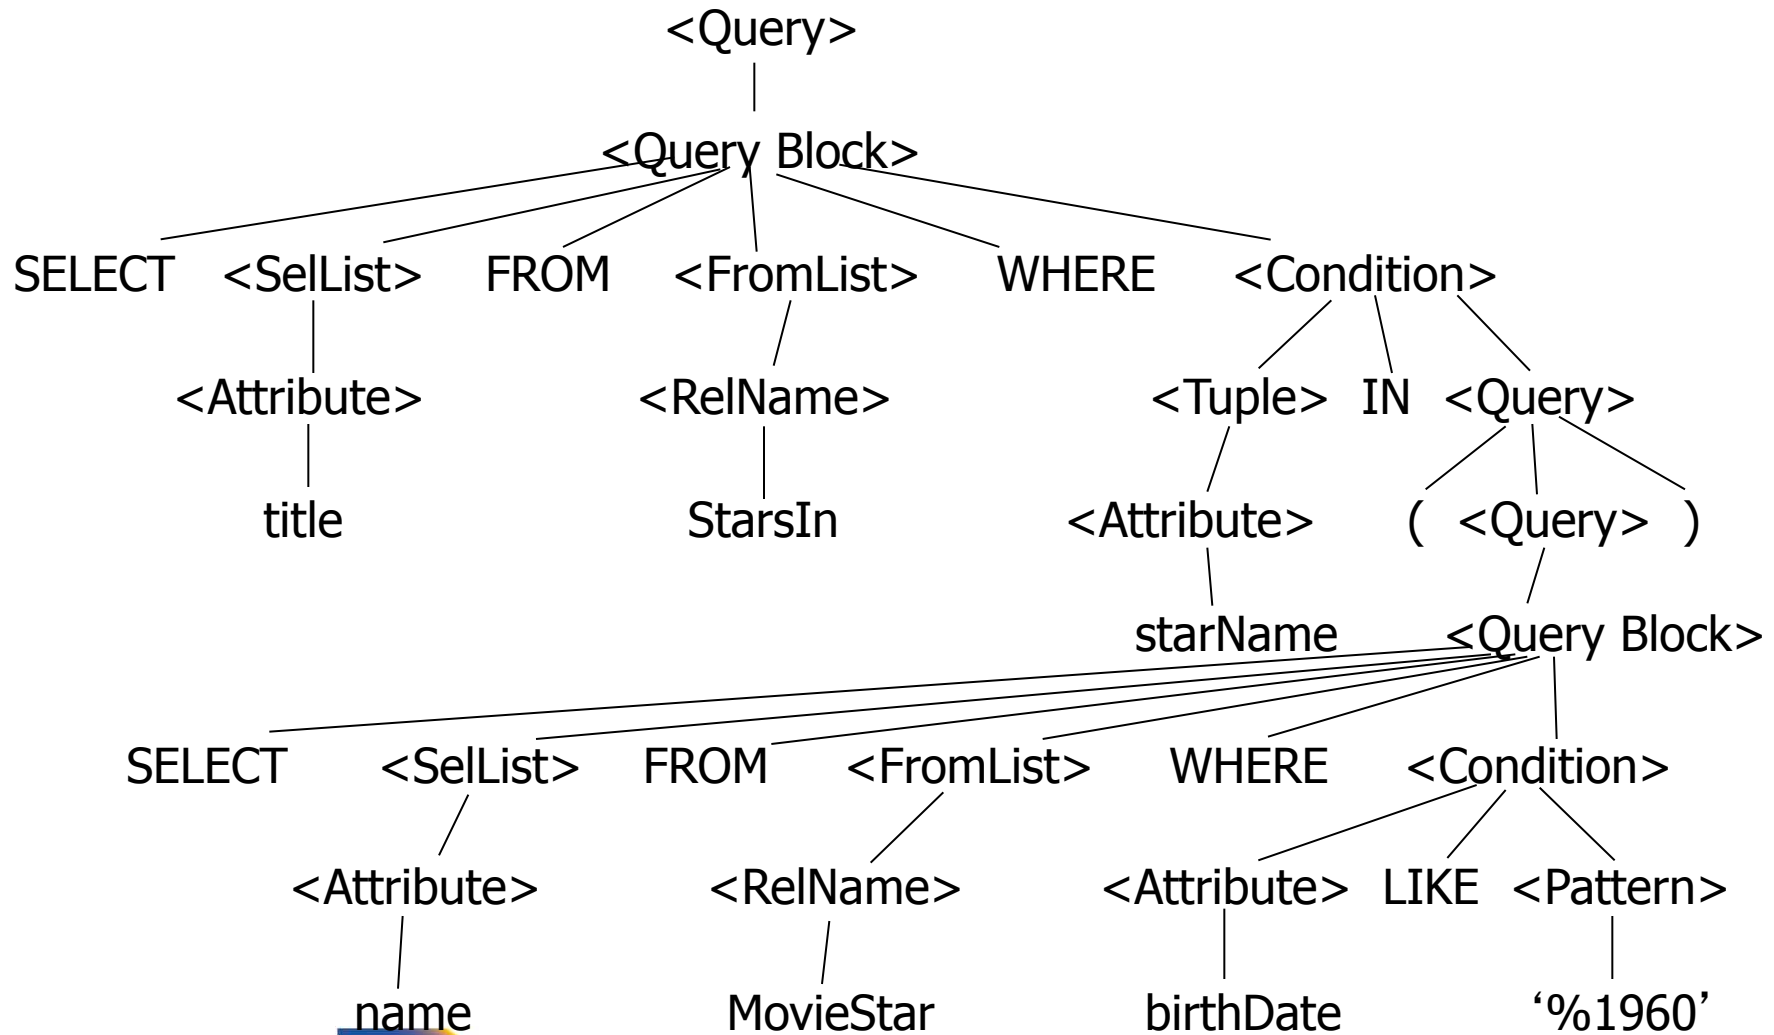 <Query>
<Query Block>
SELECT <SelList> FROM <FromList> WHERE <Condition>
<Attribute> <RelName> <Tuple> IN <Query>
title StarsIn <Attribute> ( <Query> )
starName <Query Block>
SELECT <SelList> FROM <FromList> WHERE <Condition>
<Attribute> <RelName> <Attribute> LIKE <Pattern>
name MovieStar birthDate ‘%1960’